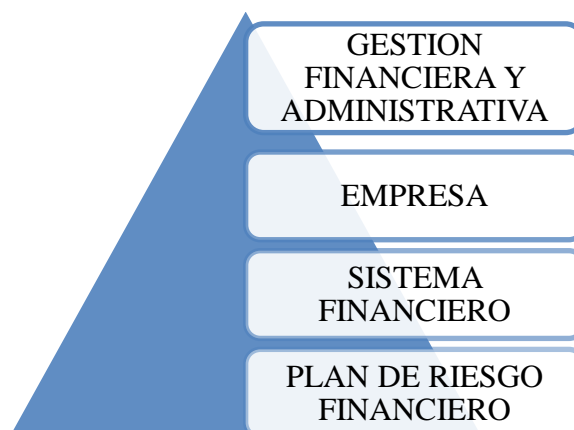 GESTION
FINANCIERA Y
ADMINISTRATIVA
EMPRESA
SISTEMA
FINANCIERO
PLAN DE RIESGO
FINANCIERO